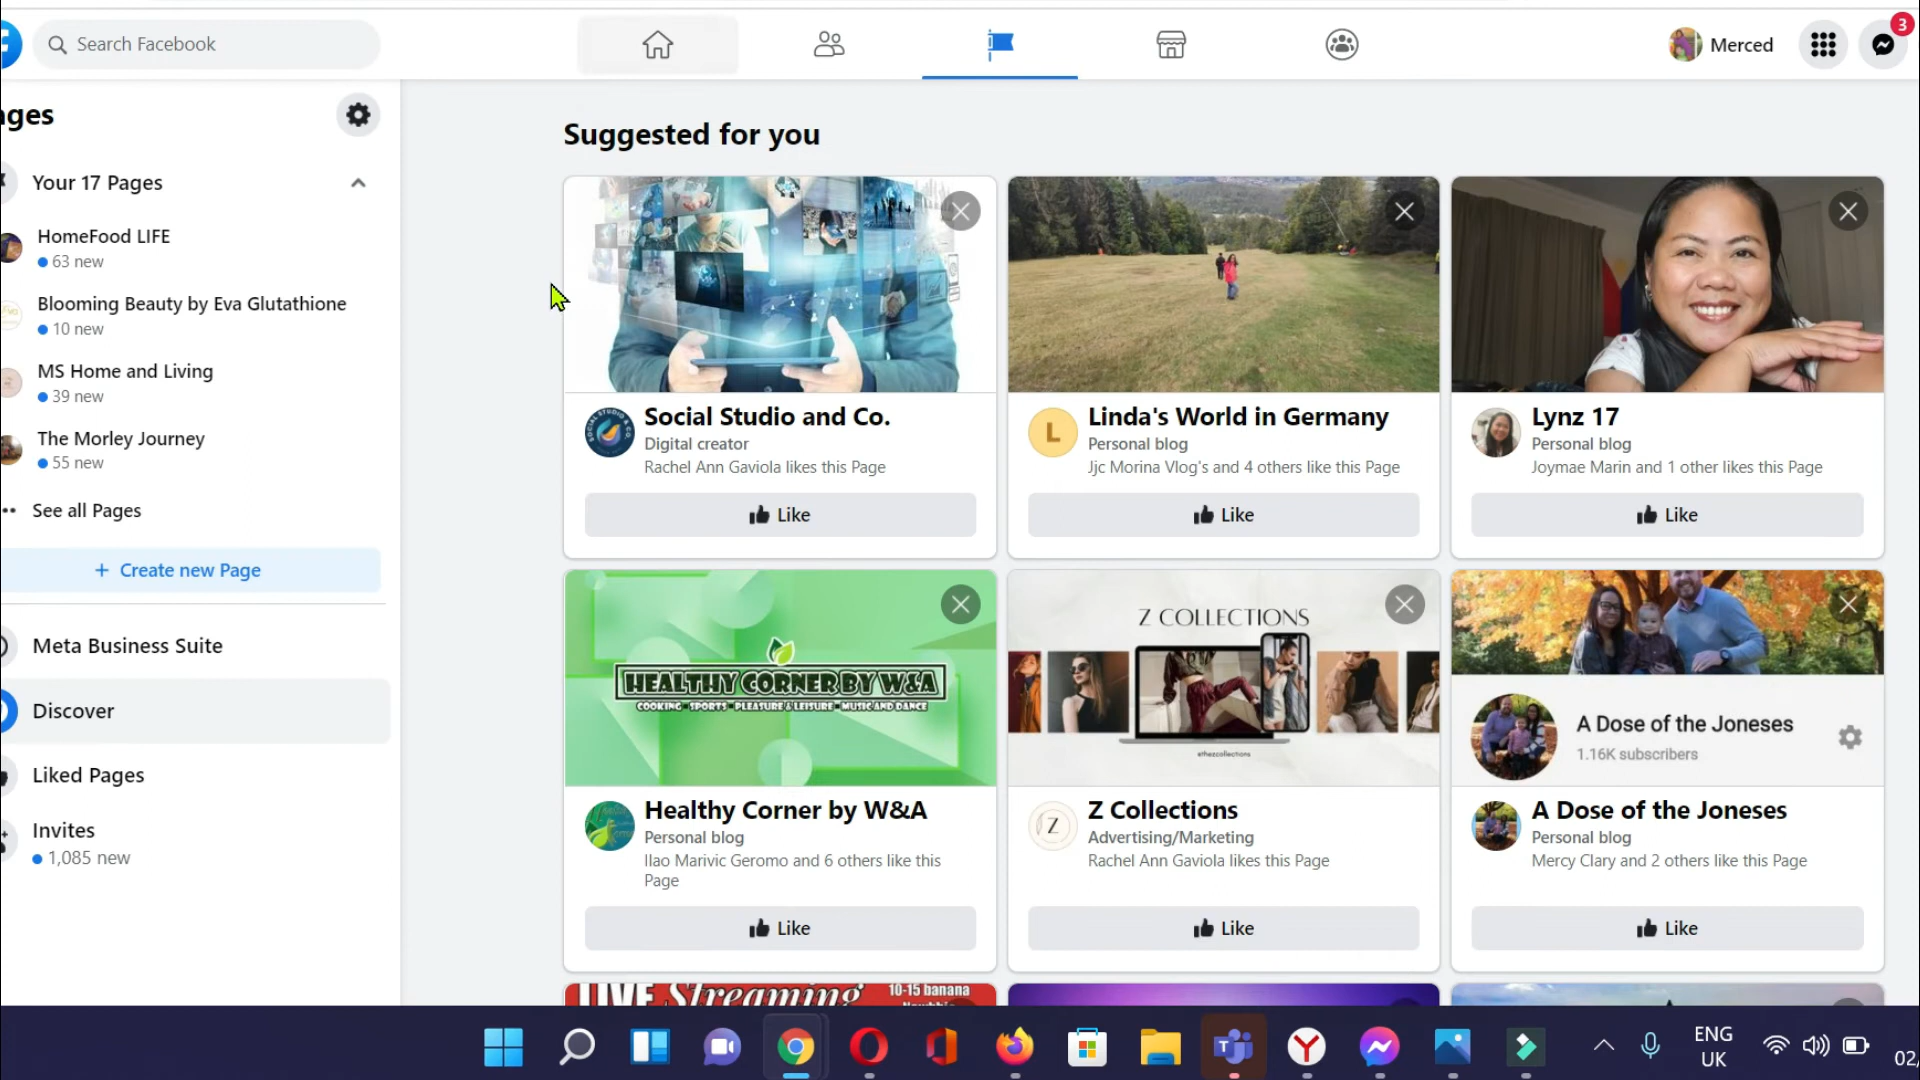 Search Facebook
Merced
3
ges
Your 17 Pages
HomeFood LIFE
63 new
Blooming Beauty by Eva Glutathione
10 new
MS Home and Living
39 new
The Morley Journey
55 new
See all Pages
+ Create new Page
Meta Business Suite
Discover
Liked Pages
Invites
1,085 new
Suggested for you
Social Studio and Co.
Digital creator
Rachel Ann Gaviola likes this Page
Like
L
Linda's World in Germany
Personal blog
Jjc Morina Vlog's and 4 others like this Page
Like
Lynz 17
Personal blog
Joymae Marin and 1 other likes this Page
Like
HEALTHY CORNER BY W&A
COOKING • SPORTS • PLEASURE & LEISURE • MUSIC AND DANCE
Healthy Corner by W&A
Personal blog
Ilao Marivic Geromo and 6 others like this
Page
Like
Z COLLECTIONS
#thezcollections
Z
Z Collections
Advertising/Marketing
Rachel Ann Gaviola likes this Page
Like
A Dose of the Joneses
1.16K subscribers
A Dose of the Joneses
Personal blog
Mercy Clary and 2 others like this Page
Like
LIVE Streaming
10-15 banana
ENG
UK
02